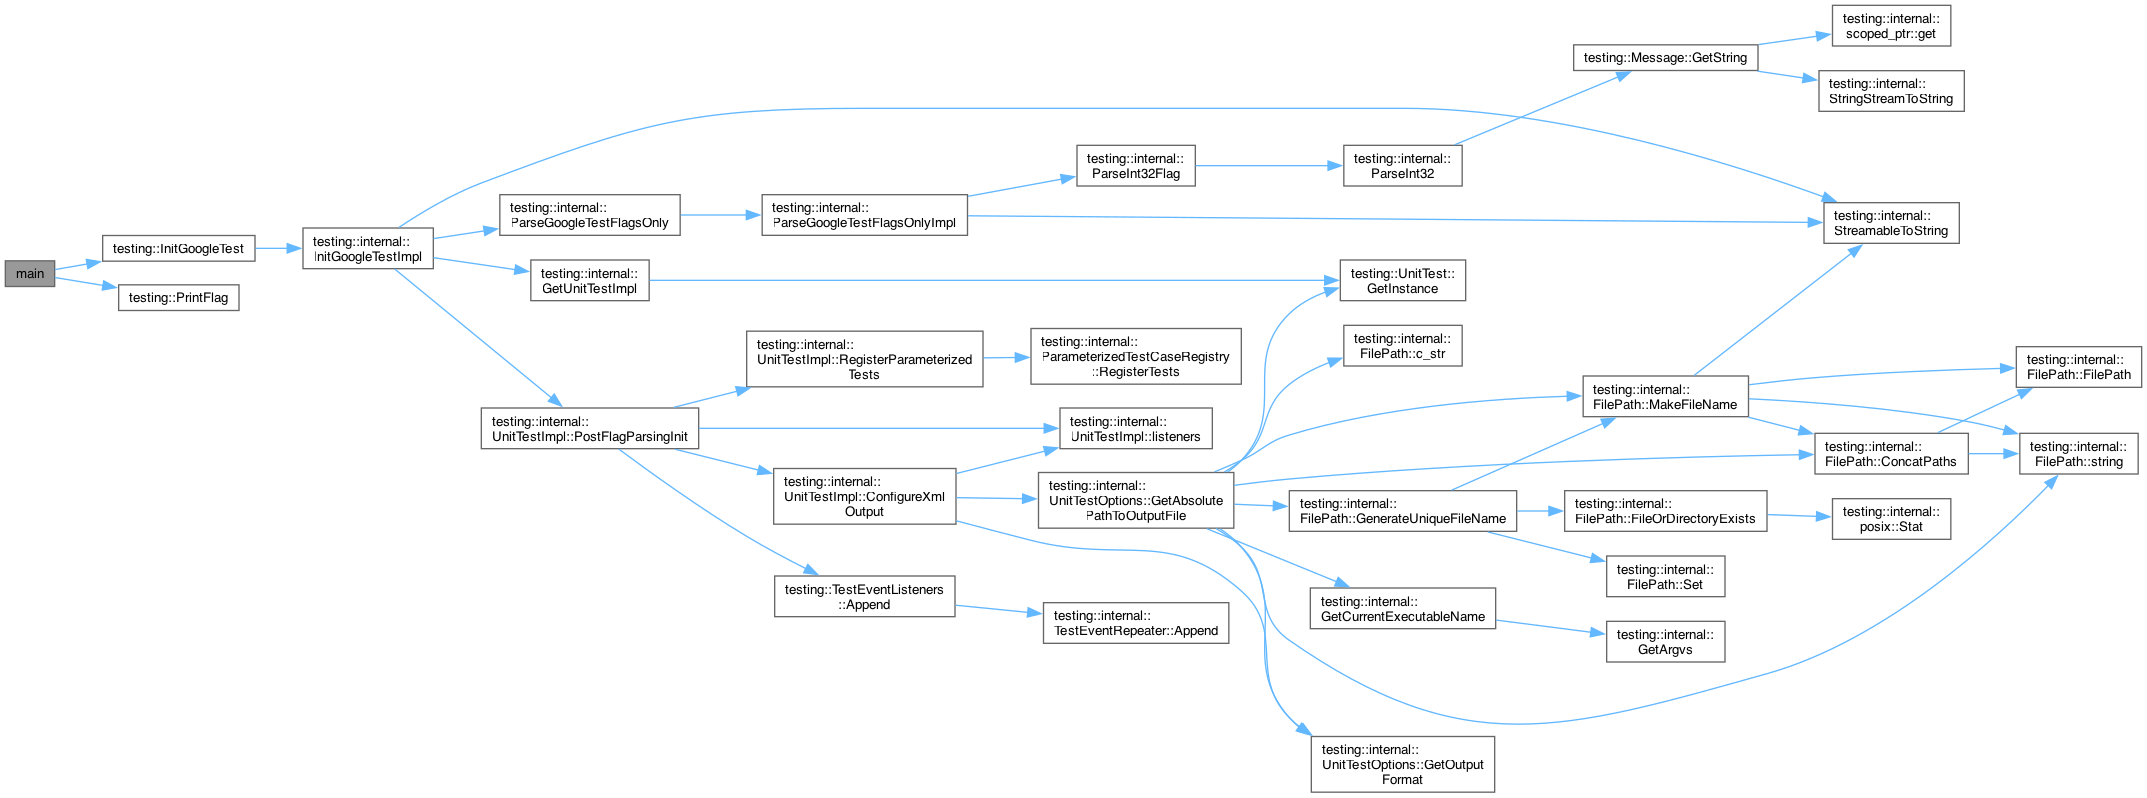 main
testing::InitGoogleTest
testing::PrintFlag
testing::internal::
InitGoogleTestImpl
testing::internal::
ParseGoogleTestFlagsOnly
testing::internal::
GetUnitTestImpl
testing::internal::
UnitTestImpl::PostFlagParsingInit
testing::internal::
ParseGoogleTestFlagsOnlyImpl
testing::internal::
UnitTestImpl::RegisterParameterized
Tests
testing::internal::
UnitTestImpl::ConfigureXml
Output
testing::TestEventListeners
::Append
testing::internal::
ParseInt32Flag
testing::internal::
ParameterizedTestCaseRegistry
::RegisterTests
testing::internal::
UnitTestImpl::listeners
testing::internal::
UnitTestOptions::GetAbsolute
PathToOutputFile
testing::internal::
TestEventRepeater::Append
testing::internal::
ParseInt32
testing::UnitTest::
GetInstance
testing::internal::
FilePath::c_str
testing::internal::
FilePath::GenerateUniqueFileName
testing::internal::
GetCurrentExecutableName
testing::internal::
UnitTestOptions::GetOutput
Format
testing::Message::GetString
testing::internal::
FilePath::MakeFileName
testing::internal::
FilePath::FileOrDirectoryExists
testing::internal::
FilePath::Set
testing::internal::
GetArgvs
testing::internal::
scoped_ptr::get
testing::internal::
StringStreamToString
testing::internal::
StreamableToString
testing::internal::
FilePath::ConcatPaths
testing::internal::
posix::Stat
testing::internal::
FilePath::FilePath
testing::internal::
FilePath::string